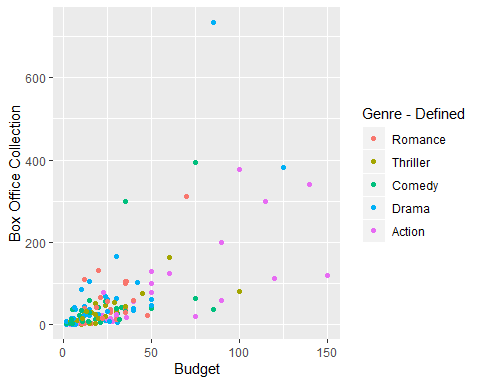 Box Office Collection
600
400
200
0
0 50 100 150
Budget
Genre - Defined
Romance
Thriller
Comedy
Drama
Action